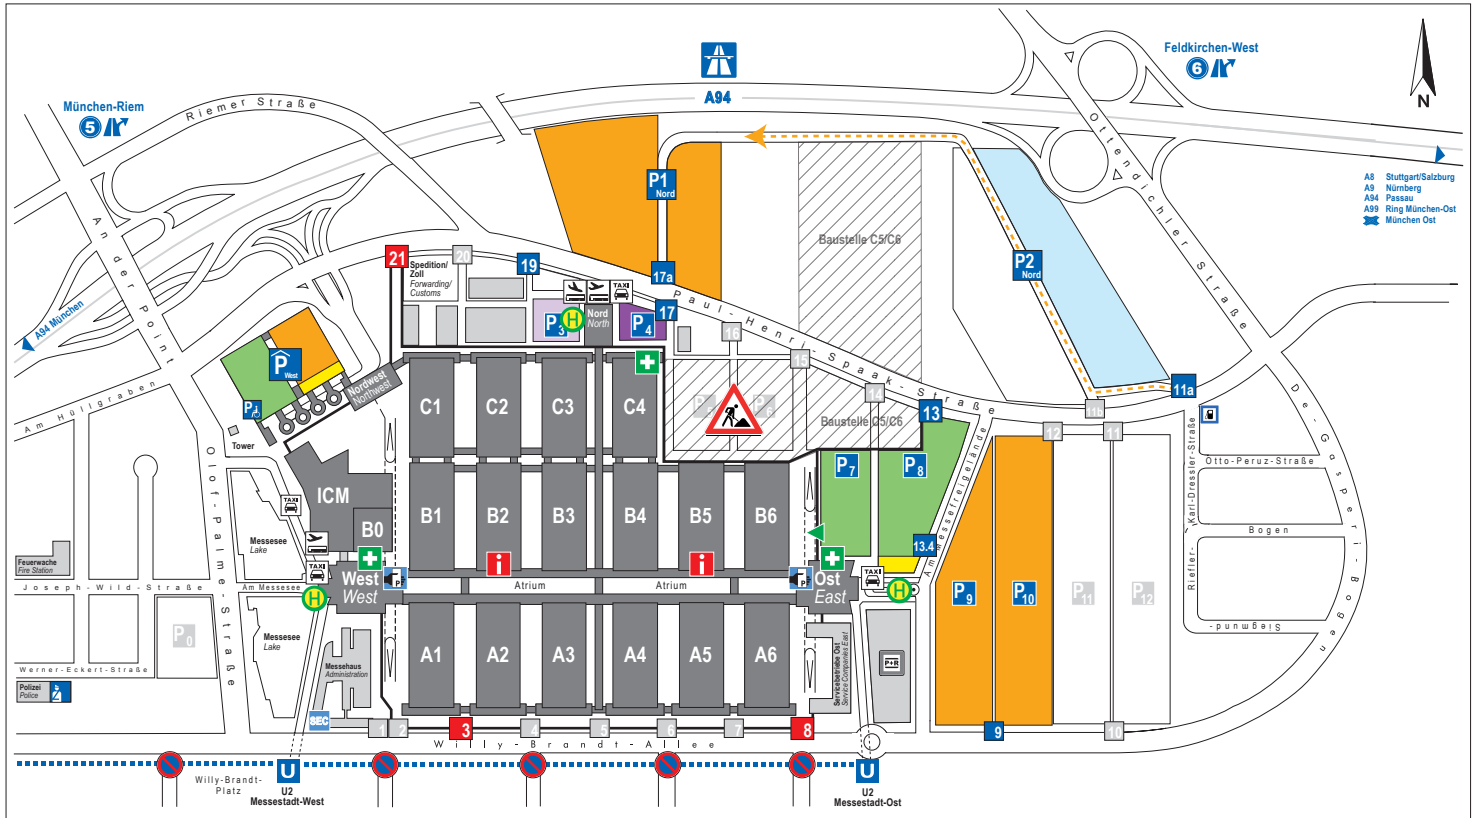 Feldkirchen-West
6
A94
N
München-Riem
5
Riemer Straße
Ottendichler Straße
A8 Stuttgart/Salzburg
A9 Nürnberg
A94 Passau
A99 Ring München-Ost
München Ost
P1
Nord
An der Point
Baustelle C5/C6
21
20
19
Spedition/
Zoll
Forwarding/
Customs
17a
P2
Nord
TAXI
A94 München
P3
H
Nord
North
P4
17
Paul-Henri-Spaak-Straße
16
15
14
13
11b
11a
P
West
Nordwest
Northwest
Am Hüllgraben
Tower
C1
C2
C3
C4
P6
Baustelle C5/C6
12
11
De-Gasperi-Bogen
Karl-Dressler-Straße
Otto-Peruz-Straße
Olof-Palme-Straße
ICM
B0
B1
B2
B3
B4
B5
B6
P7
P8
13.4
Am Messefreigelände
Bogen
Riefler-
TAXI
Messesee
Lake
Feuerwache
Fire Station
Joseph-Wild-Straße
Am Messesee
TAXI
H
West
West
P
i
Atrium
i
Atrium
P
Ost
East
TAXI
H
P9
P10
P11
P12
Siegmund-
P0
Messesee
Lake
Werner-Eckert-Straße
Messehaus
Administration
A1
A2
A3
A4
A5
A6
Servicebetriebe Ost
Service Companies East
P+R
Polizei
Police
SEC
1
2
3
4
5
6
7
8
9
10
Willy-Brandt-Allee
Willy-Brandt-
Platz
U
U2
Messestadt-West
U
U2
Messestadt-Ost